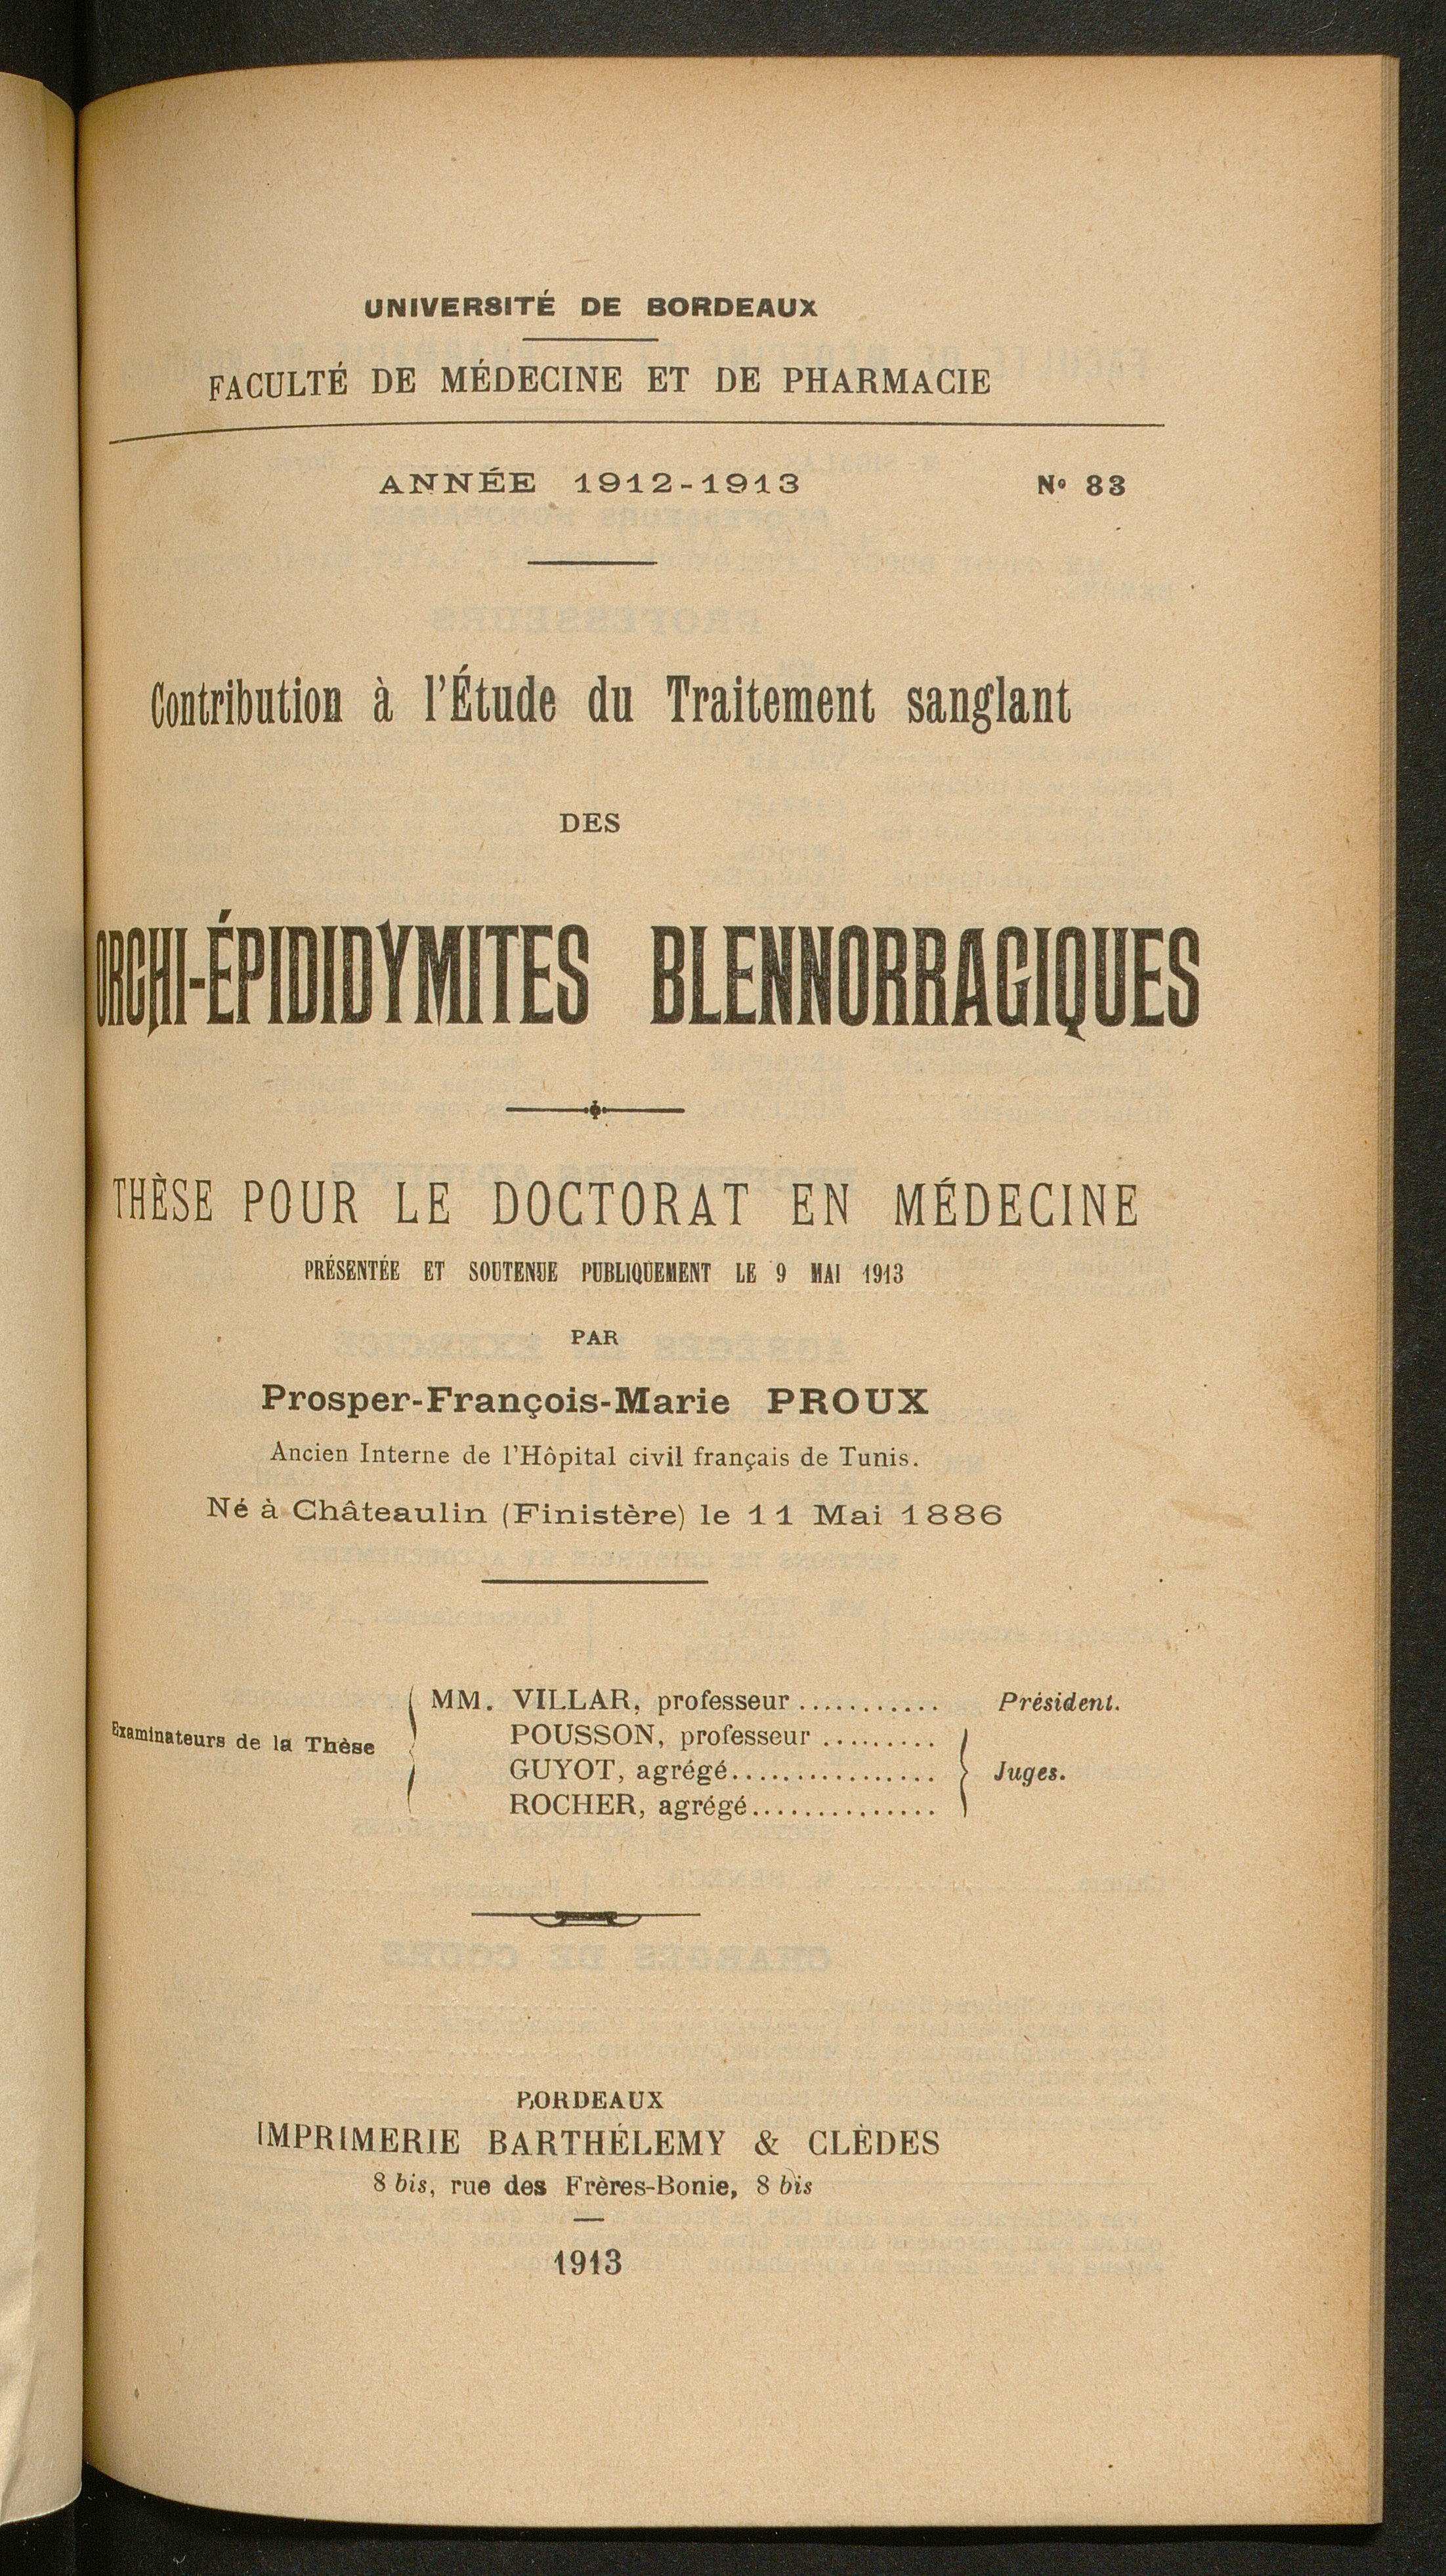 UNIVERSITÉ DE BORDEAUX
FACULTÉ DE MÉDECINE ET DE PHARMACIE
ANNÉE 1912-1913 Nº 83
Contribution à l'Étude du Traitement sanglant
DES
ORCHI-ÉPIDIDYMITES BLENNORRAGIQUES
THÈSE POUR LE DOCTORAT EN MÉDECINE
PRÉSENTÉE ET SOUTENUE PUBLIQUEMENT LE 9 MAI 1913
PAR
Prosper-François-Marie PROUX
Ancien Interne de l'Hôpital civil français de Tunis.
Né à Châteaulin (Finistère) le 11 Mai 1886
Examinateurs de la Thèse
MM. VILLAR, professeur ........... Président.
POUSSON, professeur .........
GUYOT, agrégé................ Juges.
ROCHER, agrégé..............
BORDEAUX
IMPRIMERIE BARTHÉLEMY & CLÈDES
8 bis, rue des Frères-Bonie, 8 bis
1913